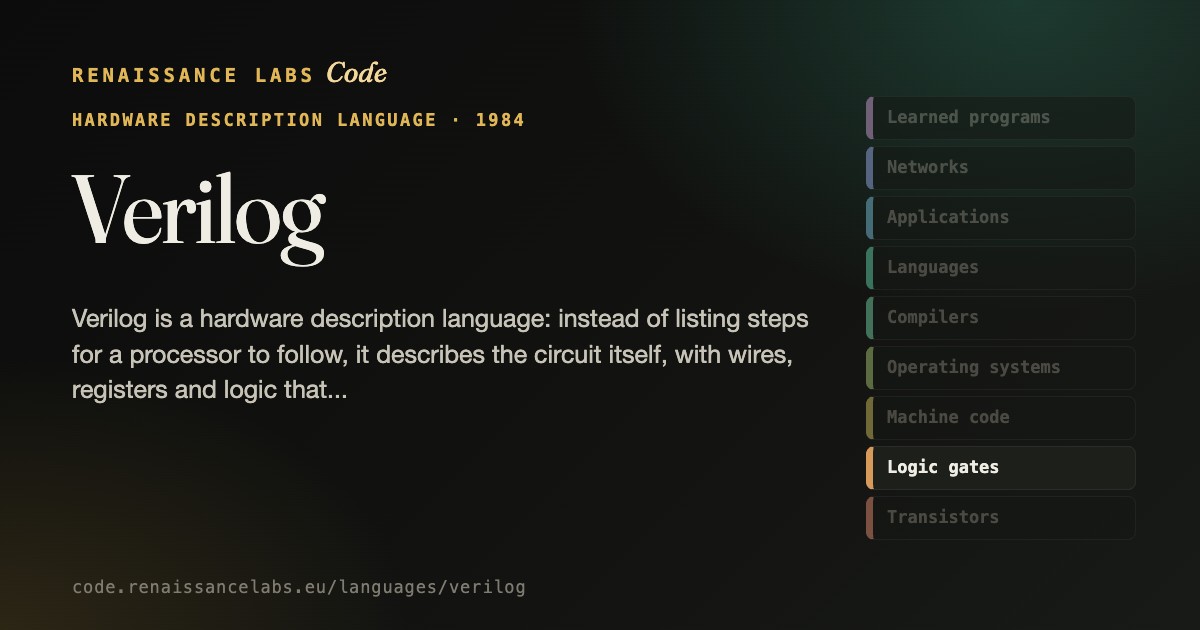 RENAISSANCE LABS Code
HARDWARE DESCRIPTION LANGUAGE · 1984
Verilog
Verilog is a hardware description language: instead of listing steps
for a processor to follow, it describes the circuit itself, with wires,
registers and logic that...
code.renaissancelabs.eu/languages/verilog
Learned programs
Networks
Applications
Languages
Compilers
Operating systems
Machine code
Logic gates
Transistors